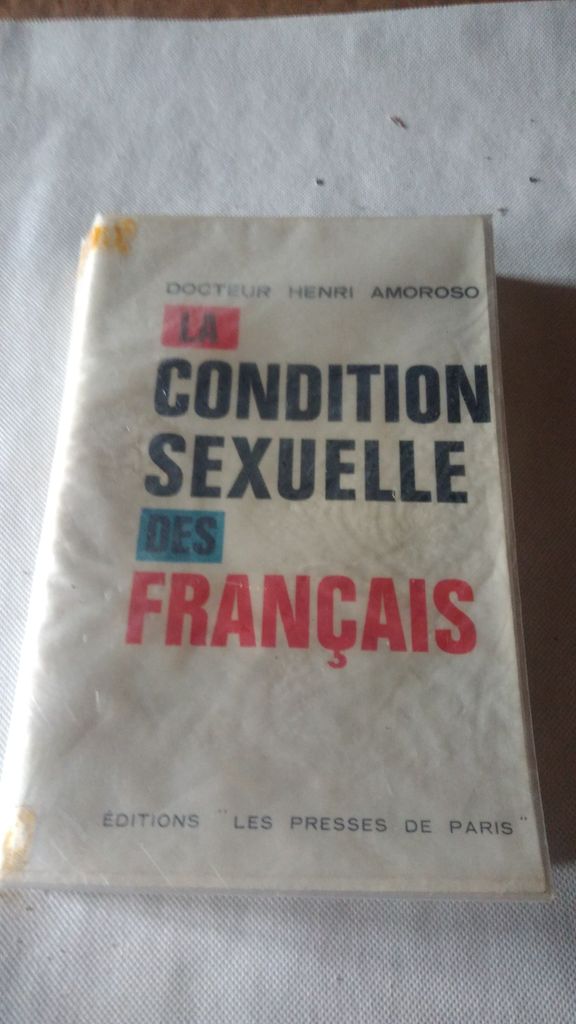 DOCTEUR HENRI AMOROSO
LA
CONDITION
SEXUELLE
DES
FRANÇAIS
ÉDITIONS "LES PRESSES DE PARIS"